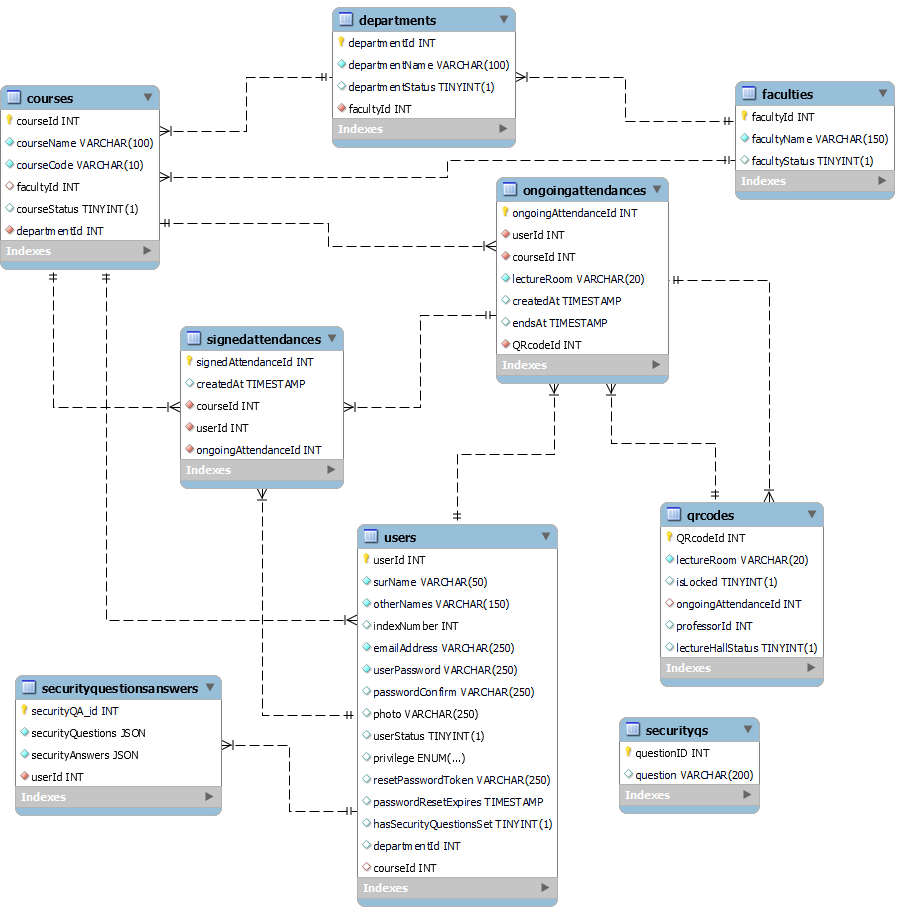 departments
departmentId INT
departmentName VARCHAR(100)
departmentStatus TINYINT(1)
facultyId INT
Indexes
courses
courseId INT
courseName VARCHAR(100)
courseCode VARCHAR(10)
facultyId INT
courseStatus TINYINT(1)
departmentId INT
Indexes
faculties
facultyId INT
facultyName VARCHAR(150)
facultyStatus TINYINT(1)
Indexes
ongoingattendances
ongoingAttendanceId INT
userId INT
courseId INT
lectureRoom VARCHAR(20)
createdAt TIMESTAMP
endsAt TIMESTAMP
QRcodeId INT
Indexes
signedattendances
signedAttendanceId INT
createdAt TIMESTAMP
courseId INT
userId INT
ongoingAttendanceId INT
Indexes
users
userId INT
surName VARCHAR(50)
otherNames VARCHAR(150)
indexNumber INT
emailAddress VARCHAR(250)
userPassword VARCHAR(250)
passwordConfirm VARCHAR(250)
photo VARCHAR(250)
userStatus TINYINT(1)
privilege ENUM(...)
resetPasswordToken VARCHAR(250)
passwordResetExpires TIMESTAMP
hasSecurityQuestionsSet TINYINT(1)
departmentId INT
courseId INT
Indexes
qrcodes
QRcodeId INT
lectureRoom VARCHAR(20)
isLocked TINYINT(1)
ongoingAttendanceId INT
professorId INT
lectureHallStatus TINYINT(1)
Indexes
securityquestionsanswers
securityQA_id INT
securityQuestions JSON
securityAnswers JSON
userId INT
Indexes
securityqs
questionID INT
question VARCHAR(200)
Indexes